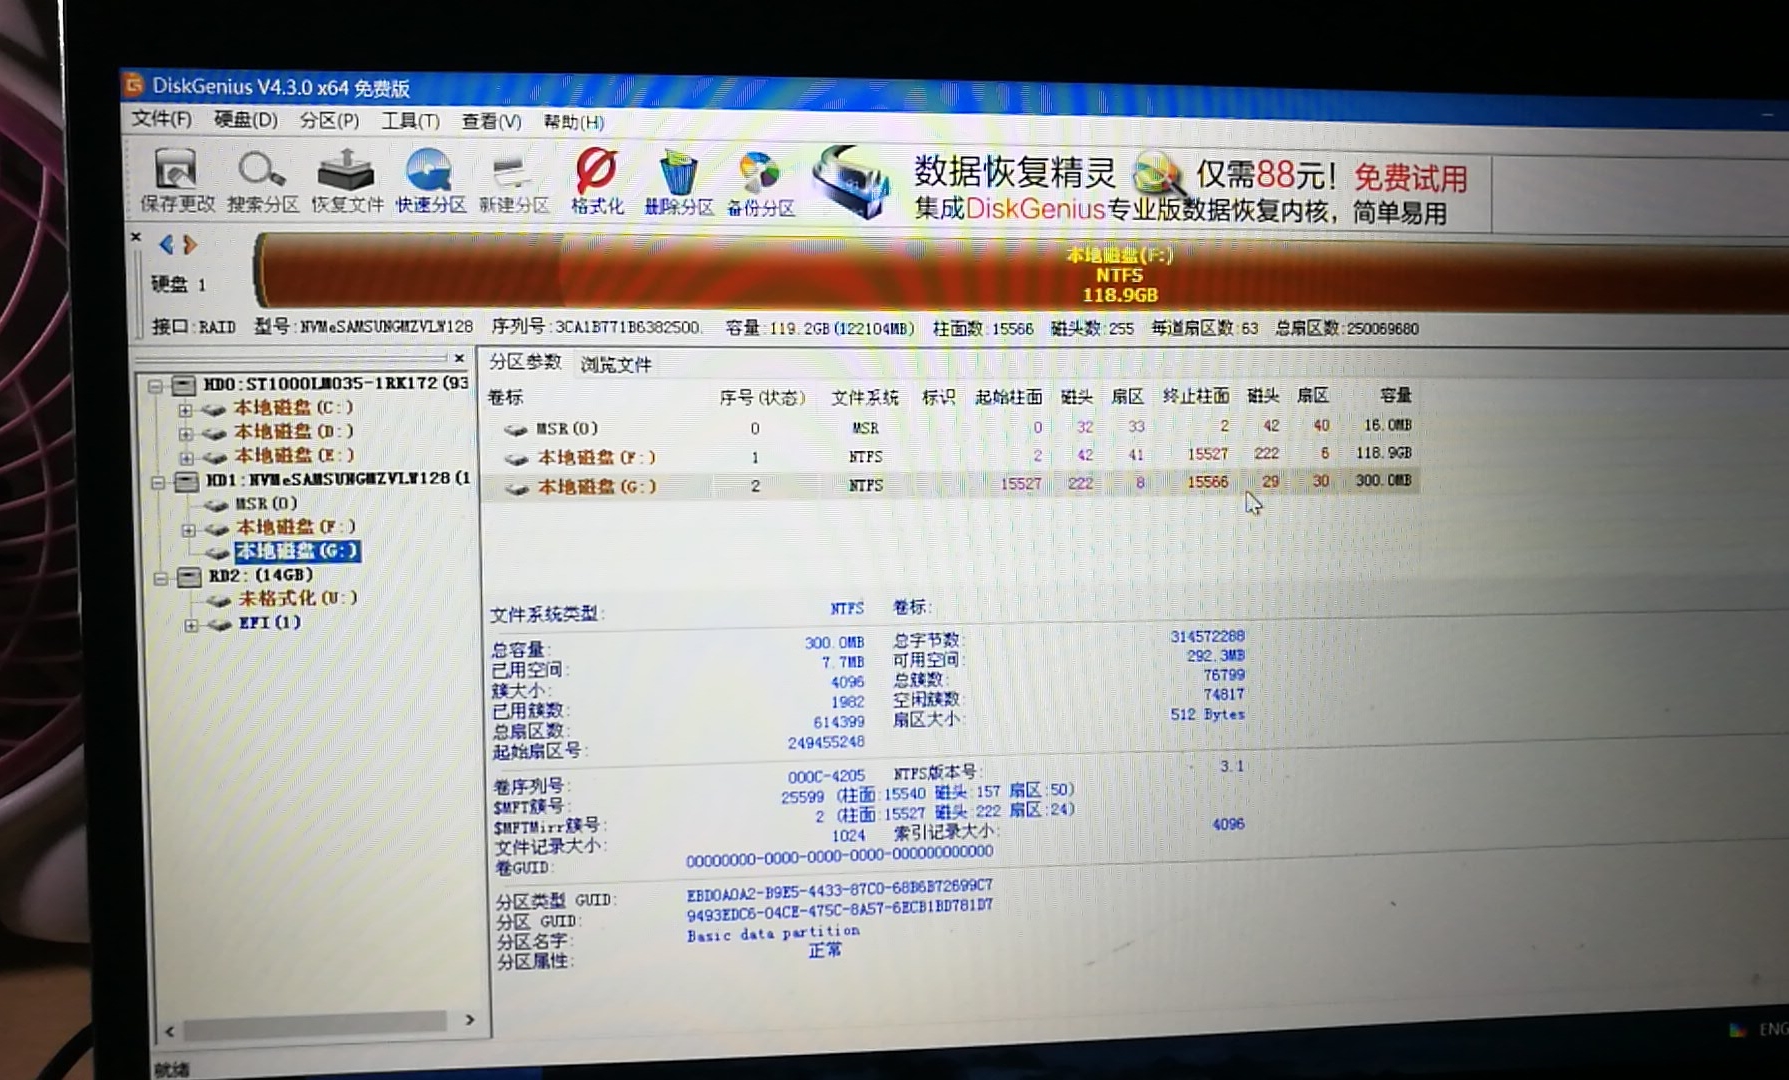 DiskGenius V4.3.0 x64 免费版
文件(F) 硬盘(D) 分区(P) 工具(T) 查看(V) 帮助(H)
保存更改 搜索分区 恢复文件 快速分区 新建分区 格式化 删除分区 备份分区
数据恢复精灵 仅需88元! 免费试用
集成DiskGenius专业版数据恢复内核，简单易用
硬盘 1
本地磁盘(F:)
NTFS
118.9GB
接口:RAID 型号:NVMeSAMSUNGMZVLW128 序列号:3CA1B771B6382500. 容量:119.2GB(122104MB) 柱面数:15566 磁头数:255 每道扇区数:63 总扇区数:250069680
HD0:ST1000LM035-1RK172(93
本地磁盘(C:)
本地磁盘(D:)
本地磁盘(E:)
HD1:NVMeSAMSUNGMZVLW128(1
MSR(0)
本地磁盘(F:)
本地磁盘(G:)
RD2:(14GB)
未格式化(U:)
EFI(1)
分区参数 浏览文件
卷标 序号(状态) 文件系统 标识 起始柱面 磁头 扇区 终止柱面 磁头 扇区 容量
MSR(0) 0 MSR 0 32 33 2 42 40 16.0MB
本地磁盘(F:) 1 NTFS 2 42 41 15527 222 6 118.9GB
本地磁盘(G:) 2 NTFS 15527 222 8 15566 29 30 300.0MB
文件系统类型: NTFS 卷标:
总容量: 300.0MB 总字节数: 314572288
已用空间: 7.7MB 可用空间: 292.3MB
簇大小: 4096 总簇数: 76799
已用簇数: 1982 空闲簇数: 74817
总扇区数: 614399 扇区大小: 512 Bytes
起始扇区号: 249455248
卷序列号: 000C-4205 NTFS版本号: 3.1
$MFT簇号: 25599 (柱面:15540 磁头:157 扇区:50)
$MFTMirr簇号: 2 (柱面:15527 磁头:222 扇区:24)
文件记录大小: 1024 索引记录大小: 4096
卷GUID: 00000000-0000-0000-0000-000000000000
分区类型 GUID: EBD0A0A2-B9E5-4433-87C0-68B6B72699C7
分区 GUID: 9493EDC6-04CE-475C-8A57-6ECB1BD781D7
分区名字: Basic data partition
分区属性: 正常
就绪
ENG